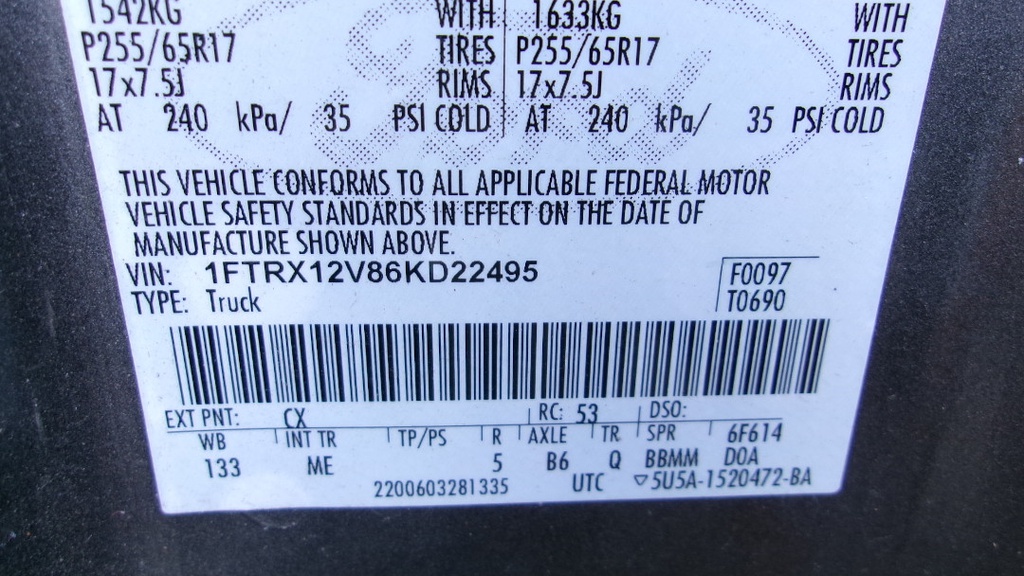 1542KG WITH 1633KG WITH
P255/65R17 TIRES P255/65R17 TIRES
17x7.5J RIMS 17x7.5J RIMS
AT 240 kPa/ 35 PSI COLD AT 240 kPa/ 35 PSI COLD
Ford
THIS VEHICLE CONFORMS TO ALL APPLICABLE FEDERAL MOTOR
VEHICLE SAFETY STANDARDS IN EFFECT ON THE DATE OF
MANUFACTURE SHOWN ABOVE.
VIN: 1FTRX12V86KD22495 F0097
TYPE: Truck T0690
EXT PNT: CX RC: 53 DSO:
WB INT TR TP/PS R AXLE TR SPR 6F614
133 ME 5 B6 Q BBMM DOA
2200603281335 UTC ▽5U5A-1520472-BA